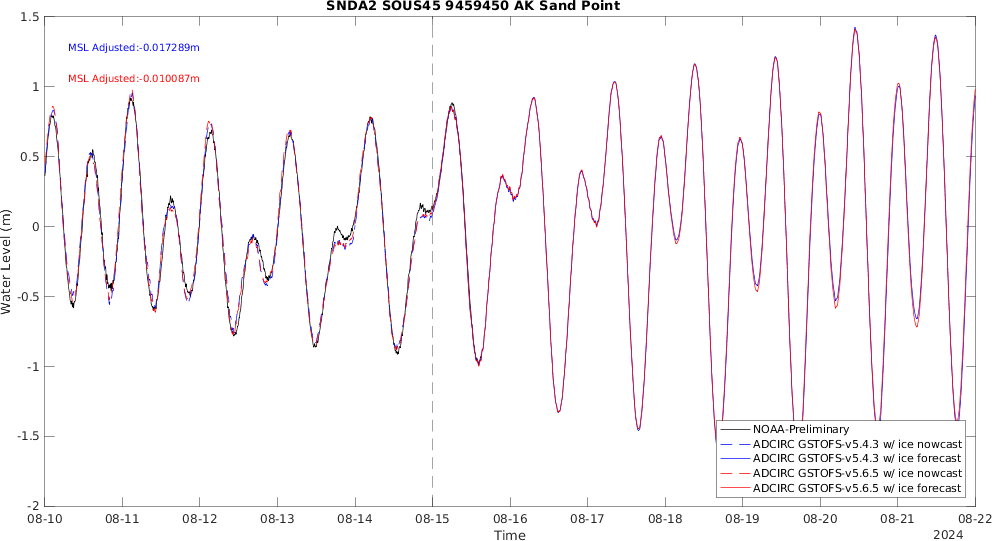 SNDA2 SOUS45 9459450 AK Sand Point
MSL Adjusted:-0.017289m
MSL Adjusted:-0.010087m
Water Level (m)
1.5
1
0.5
0
-0.5
-1
-1.5
-2
NOAA-Preliminary
ADCIRC GSTOFS-v5.4.3 w/ ice nowcast
ADCIRC GSTOFS-v5.4.3 w/ ice forecast
ADCIRC GSTOFS-v5.6.5 w/ ice nowcast
ADCIRC GSTOFS-v5.6.5 w/ ice forecast
08-10 08-11 08-12 08-13 08-14 08-15 08-16 08-17 08-18 08-19 08-20 08-21 08-22
Time
2024